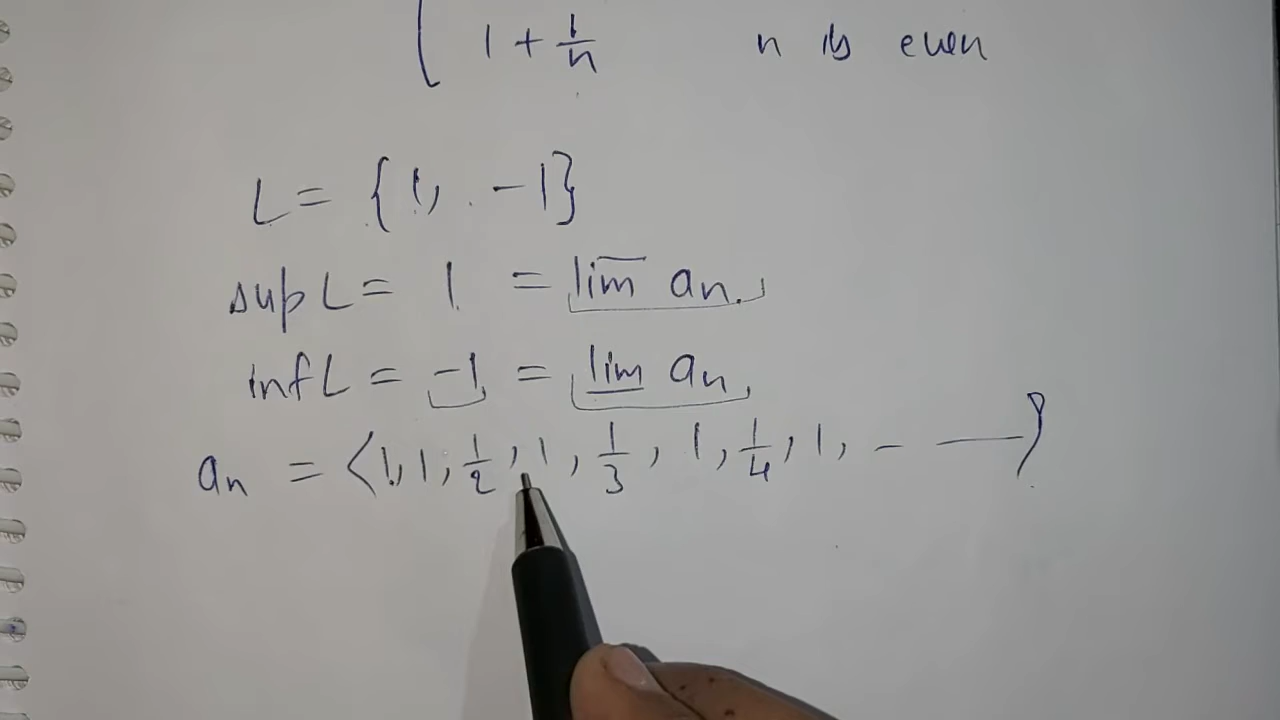 1 + 1/n n is even
L = {1, -1}
sup L = 1 = lim̅ an.
inf L = -1 = lim̲ an.
an = <1, 1, 1/2, 1, 1/3, 1, 1/4, 1, - —>